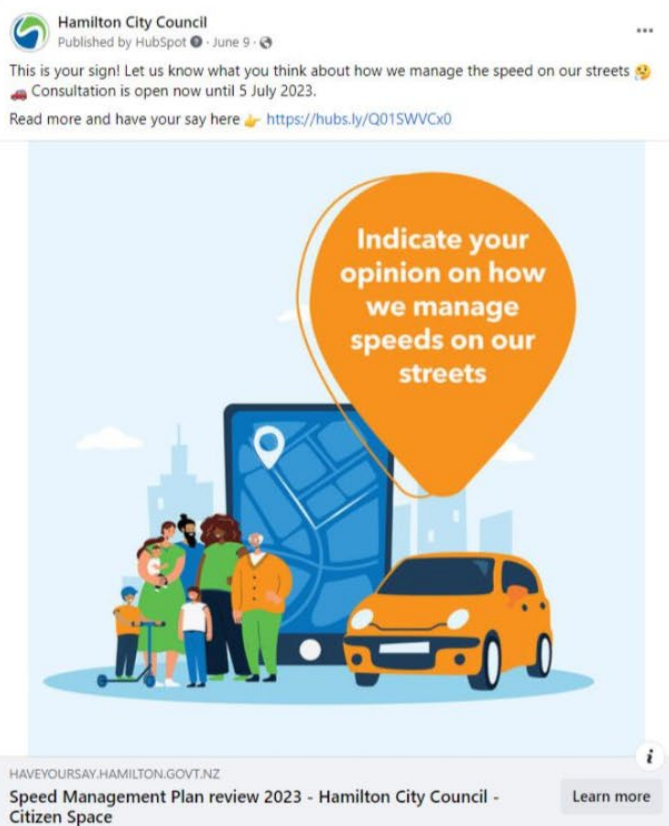 Hamilton City Council
Published by HubSpot · June 9 ·
This is your sign! Let us know what you think about how we manage the speed on our streets 🤔
🚗 Consultation is open now until 5 July 2023.
Read more and have your say here 👉 https://hubs.ly/Q01SWVCx0
Indicate your
opinion on how
we manage
speeds on our
streets
i
HAVEYOURSAY.HAMILTON.GOVT.NZ
Speed Management Plan review 2023 - Hamilton City Council -
Citizen Space
Learn more